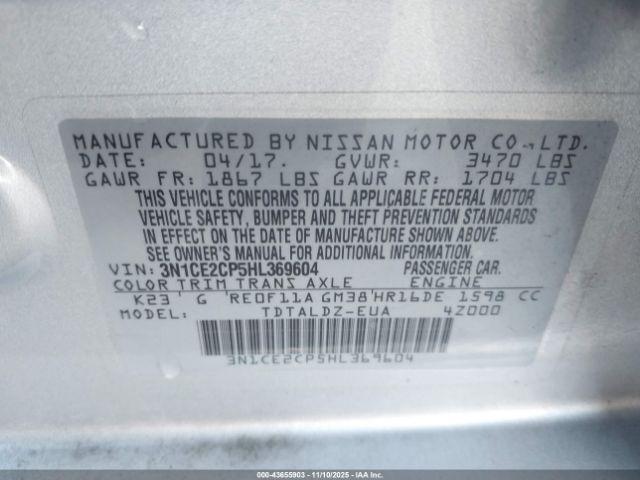 MANUFACTURED BY NISSAN MOTOR CO., LTD.
DATE: 04/17. GVWR: 3470 LBS
GAWR FR: 1867 LBS GAWR RR: 1704 LBS
THIS VEHICLE CONFORMS TO ALL APPLICABLE FEDERAL MOTOR
VEHICLE SAFETY, BUMPER AND THEFT PREVENTION STANDARDS
IN EFFECT ON THE DATE OF MANUFACTURE SHOWN ABOVE.
SEE OWNER'S MANUAL FOR ADDITIONAL INFORMATION.
VIN: 3N1CE2CP5HL369604 PASSENGER CAR.
COLOR TRIM TRANS AXLE ENGINE
K23 G RE0F11A GM38 HR16DE 1598 CC
MODEL: TDTALDZ-EUA 4Z000
3N1CE2CP5HL369604
000-43655903 - 11/10/2025 - IAAI.COM